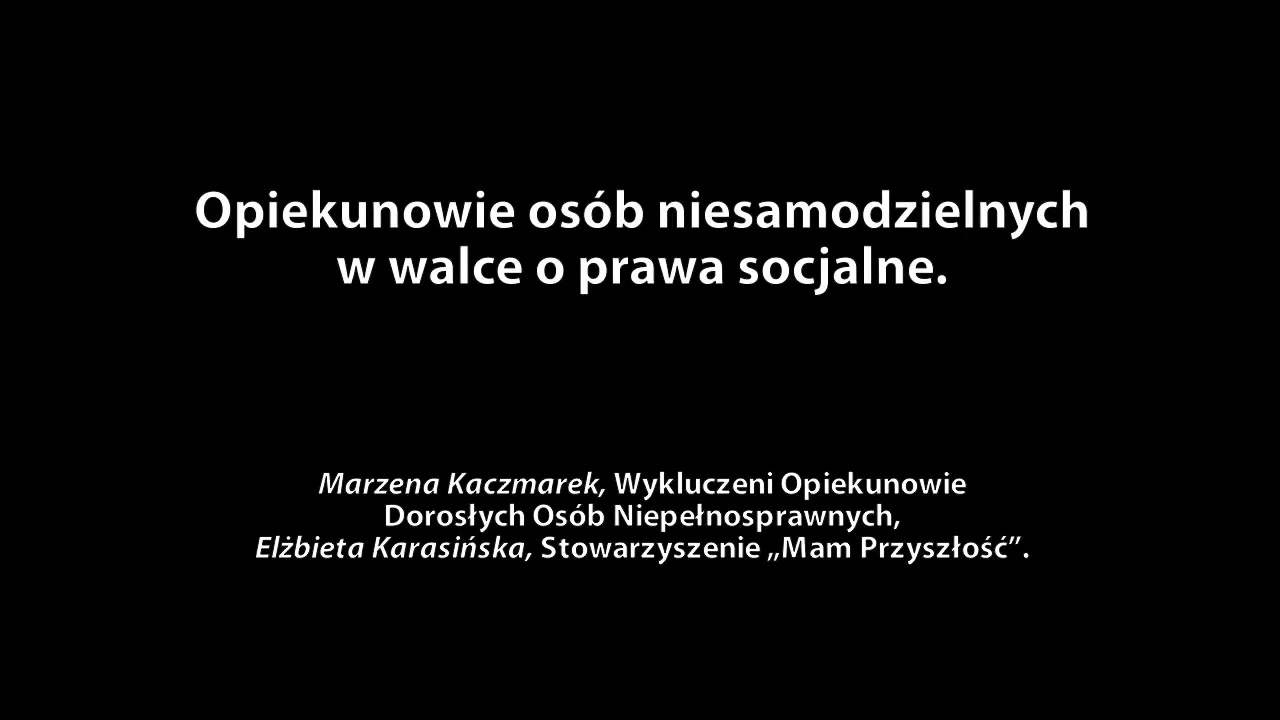 Opiekunowie osób niesamodzielnych
w walce o prawa socjalne.
Marzena Kaczmarek, Wykluczeni Opiekunowie
Dorosłych Osób Niepełnosprawnych,
Elżbieta Karasińska, Stowarzyszenie „Mam Przyszłość”.